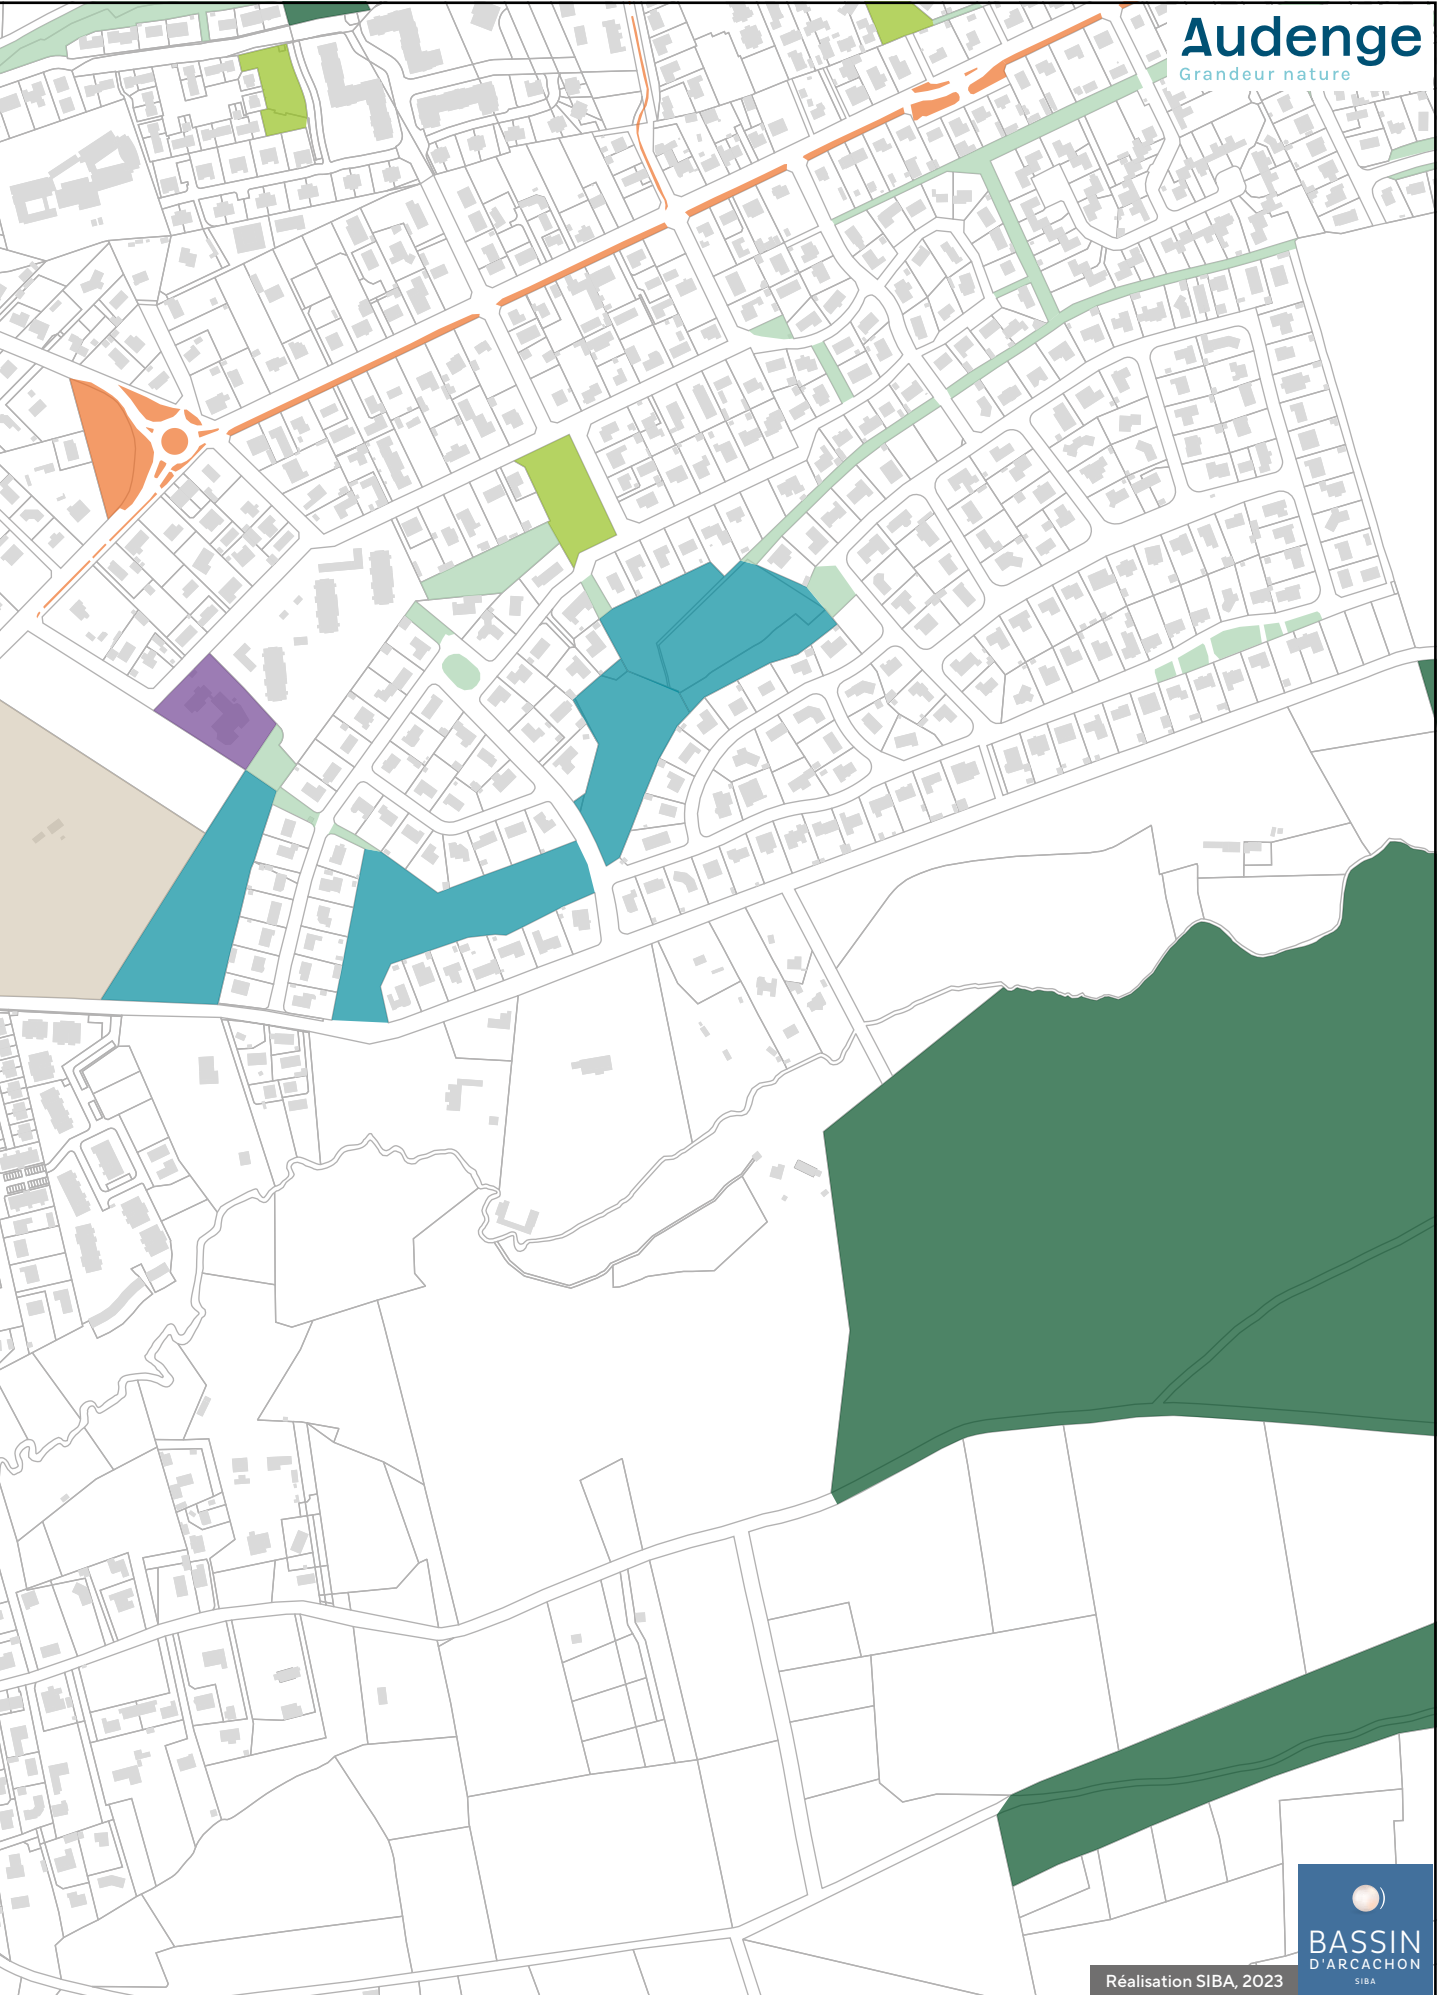 Audenge
Grandeur nature
BASSIN
D'ARCACHON
SIBA
Réalisation SIBA, 2023